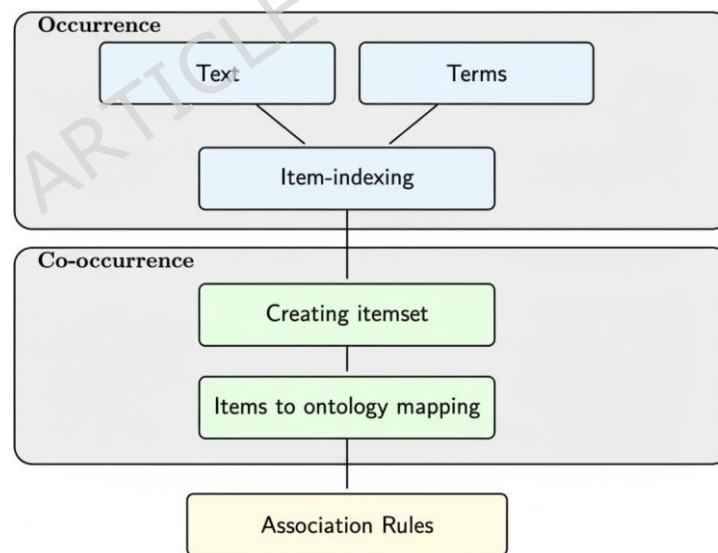 Occurrence
Text
Terms
ARTICLE
Item-indexing
Co-occurrence
Creating itemset
Items to ontology mapping
Association Rules